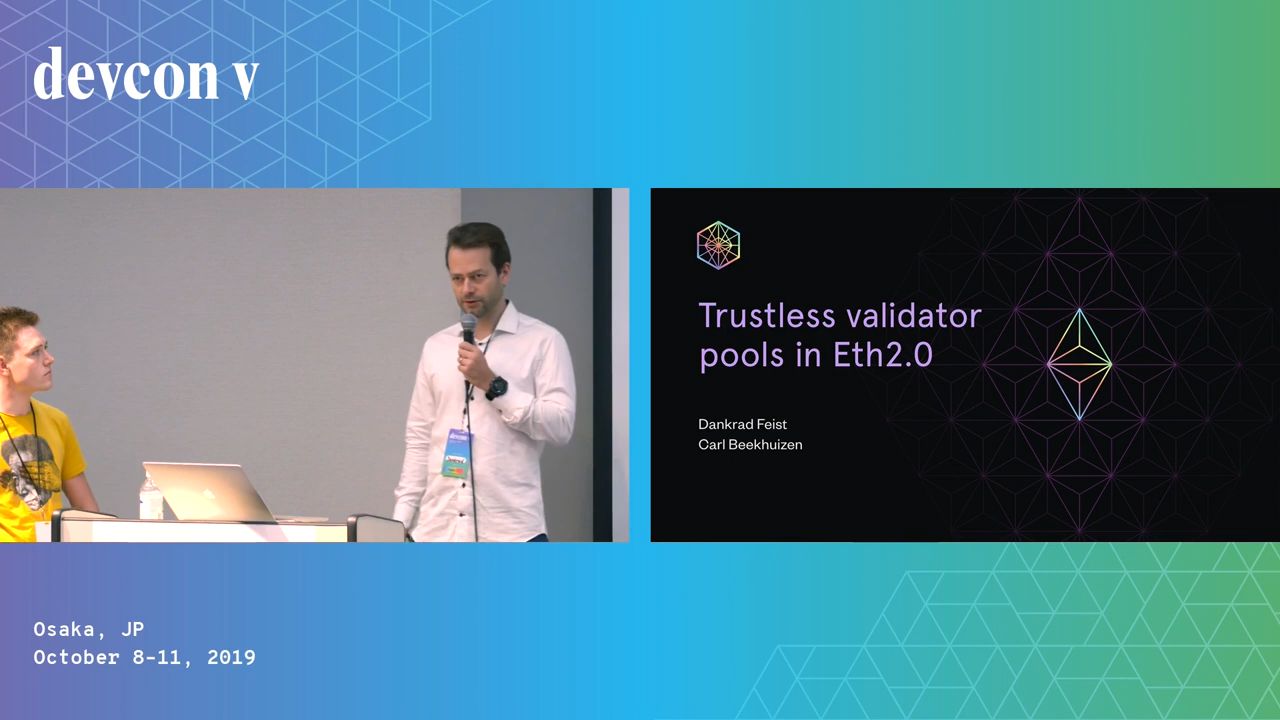 devcon v
Trustless validator
pools in Eth2.0
Dankrad Feist
Carl Beekhuizen
Osaka, JP
October 8-11, 2019